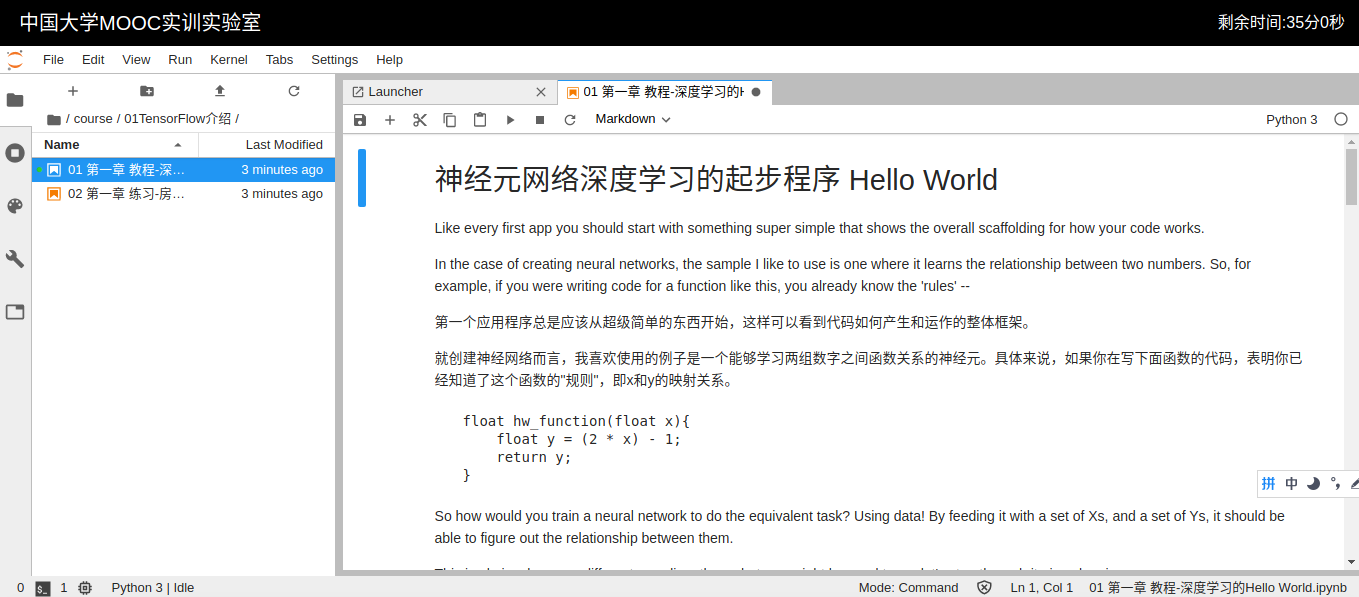 中国大学MOOC实训实验室
剩余时间:35分0秒
File Edit View Run Kernel Tabs Settings Help
/ course / 01TensorFlow介绍 /
Name Last Modified
01 第一章 教程-深… 3 minutes ago
02 第一章 练习-房… 3 minutes ago
Launcher
01 第一章 教程-深度学习的H
Markdown
Python 3
神经元网络深度学习的起步程序 Hello World
Like every first app you should start with something super simple that shows the overall scaffolding for how your code works.
In the case of creating neural networks, the sample I like to use is one where it learns the relationship between two numbers. So, for
example, if you were writing code for a function like this, you already know the 'rules' --
第一个应用程序总是应该从超级简单的东西开始，这样可以看到代码如何产生和运作的整体框架。
就创建神经网络而言，我喜欢使用的例子是一个能够学习两组数字之间函数关系的神经元。具体来说，如果你在写下面函数的代码，表明你已
经知道了这个函数的"规则"，即x和y的映射关系。
float hw_function(float x){
float y = (2 * x) - 1;
return y;
}
拼 中
So how would you train a neural network to do the equivalent task? Using data! By feeding it with a set of Xs, and a set of Ys, it should be
able to figure out the relationship between them.
0 $_ 1 Python 3 | Idle
Mode: Command Ln 1, Col 1 01 第一章 教程-深度学习的Hello World.ipynb